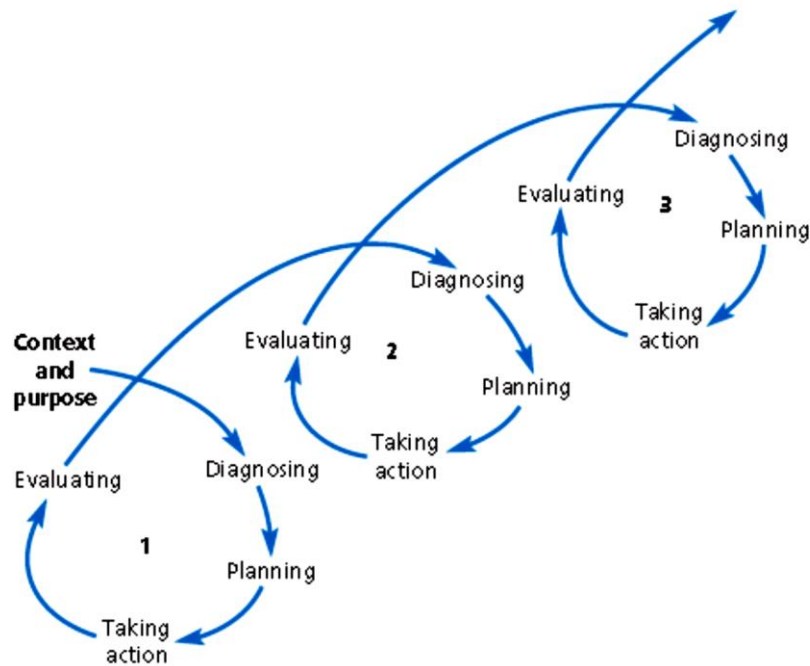 Diagnosing
Evaluating
3
Planning
Taking
action
Diagnosing
Evaluating
2
Planning
Taking
action
Context
and
purpose
Evaluating
Diagnosing
1
Planning
Taking
action